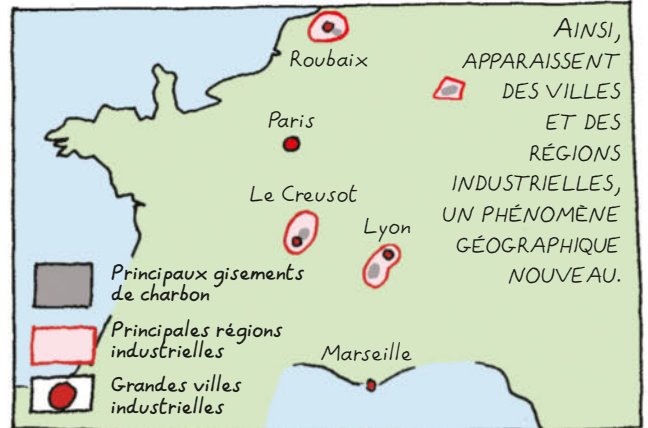 AINSI,
APPARAISSENT
DES VILLES
ET DES
RÉGIONS
INDUSTRIELLES,
UN PHÉNOMÈNE
GÉOGRAPHIQUE
NOUVEAU.
Roubaix
Paris
Le Creusot
Lyon
Marseille
Principaux gisements
de charbon
Principales régions
industrielles
Grandes villes
industrielles